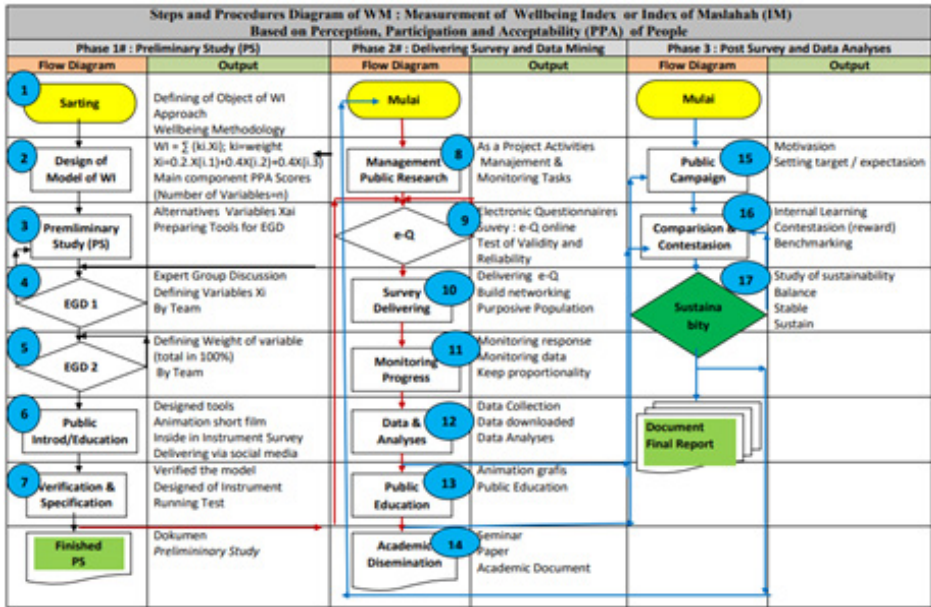 Steps and Procedures Diagram of WM : Measurement of Wellbeing Index or Index of Maslahah (IM)
Based on Perception, Participation and Acceptability (PPA) of People
Phase 1# : Preliminary Study (PS)
Phase 2# : Delivering Survey and Data Mining
Phase 3 : Post Survey and Data Analyses
Flow Diagram
Output
Flow Diagram
Output
Flow Diagram
Output
1
Sarting
Defining of Object of WI
Approach
Wellbeing Methodology
2
Design of
Model of WI
WI = ∑ (ki.Xi); ki=weight
Xi=0.2.X[i.1)+0.4X(i.2)+0.4X[i.3)
Main component PPA Scores
(Number of Variables=n)
3
Premliminary
Study (PS)
Alternatives Variables Xai
Preparing Tools for EGD
4
EGD 1
Expert Group Discussion
Defining Variables Xi
By Team
5
EGD 2
Defining Weight of variable
(total in 100%)
By Team
6
Public
Introd/Education
Designed tools
Animation short film
Inside in Instrument Survey
Delivering via social media
7
Verification &
Specification
Verified the model
Designed of Instrument
Running Test
Finished
PS
Dokumen
Prelimininory Study
Mulai
8
Management
Public Research
As a Project Activities
Manajement &
Monitoring Tasks
9
e-Q
Electronic Questionnaires
Suvey : e-Q online
Test of Validity and
Reliability
10
Survey
Delivering
Delivering e-Q
Build networking
Purposive Population
11
Monitoring
Progress
Monitoring response
Monitoring data
Keep proportionality
12
Data &
Analyses
Data Collection
Data downloaded
Data Analyses
13
Public
Education
Animation grafis
Public Education
14
Academic
Disemination
Seminar
Paper
Academic Document
Mulai
15
Public
Campaign
Motivasion
Setting target / expectasion
16
Comparision &
Contestasion
Internal Learning
Contestasion (reward)
Benchmarking
17
Sustaina
bity
Study of sustainability
Balance
Stable
Sustain
Document
Final Report